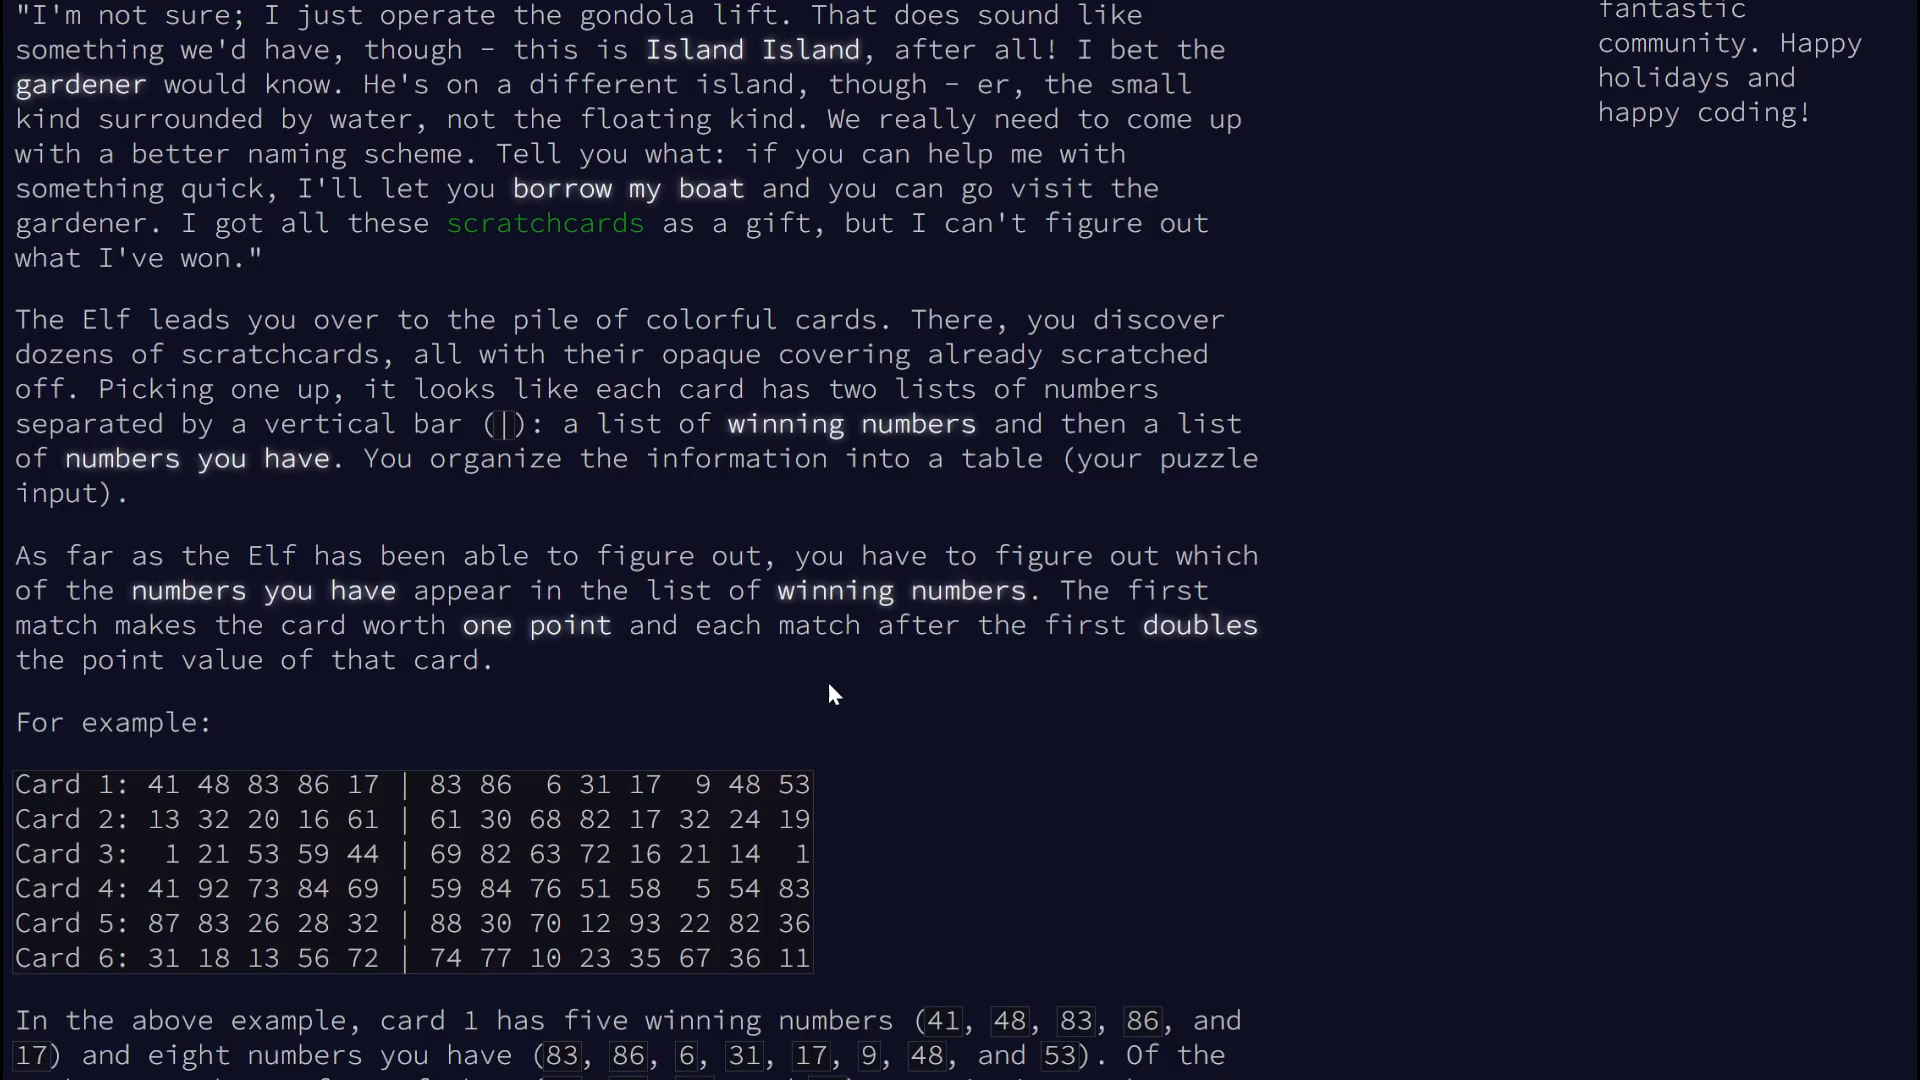 "I'm not sure; I just operate the gondola lift. That does sound like
something we'd have, though - this is Island Island, after all! I bet the
gardener would know. He's on a different island, though - er, the small
kind surrounded by water, not the floating kind. We really need to come up
with a better naming scheme. Tell you what: if you can help me with
something quick, I'll let you borrow my boat and you can go visit the
gardener. I got all these scratchcards as a gift, but I can't figure out
what I've won."
The Elf leads you over to the pile of colorful cards. There, you discover
dozens of scratchcards, all with their opaque covering already scratched
off. Picking one up, it looks like each card has two lists of numbers
separated by a vertical bar (|): a list of winning numbers and then a list
of numbers you have. You organize the information into a table (your puzzle
input).
As far as the Elf has been able to figure out, you have to figure out which
of the numbers you have appear in the list of winning numbers. The first
match makes the card worth one point and each match after the first doubles
the point value of that card.
For example:
Card 1: 41 48 83 86 17 | 83 86  6 31 17  9 48 53
Card 2: 13 32 20 16 61 | 61 30 68 82 17 32 24 19
Card 3:  1 21 53 59 44 | 69 82 63 72 16 21 14  1
Card 4: 41 92 73 84 69 | 59 84 76 51 58  5 54 83
Card 5: 87 83 26 28 32 | 88 30 70 12 93 22 82 36
Card 6: 31 18 13 56 72 | 74 77 10 23 35 67 36 11
In the above example, card 1 has five winning numbers (41, 48, 83, 86, and
17) and eight numbers you have (83, 86, 6, 31, 17, 9, 48, and 53). Of the
fantastic
community. Happy
holidays and
happy coding!